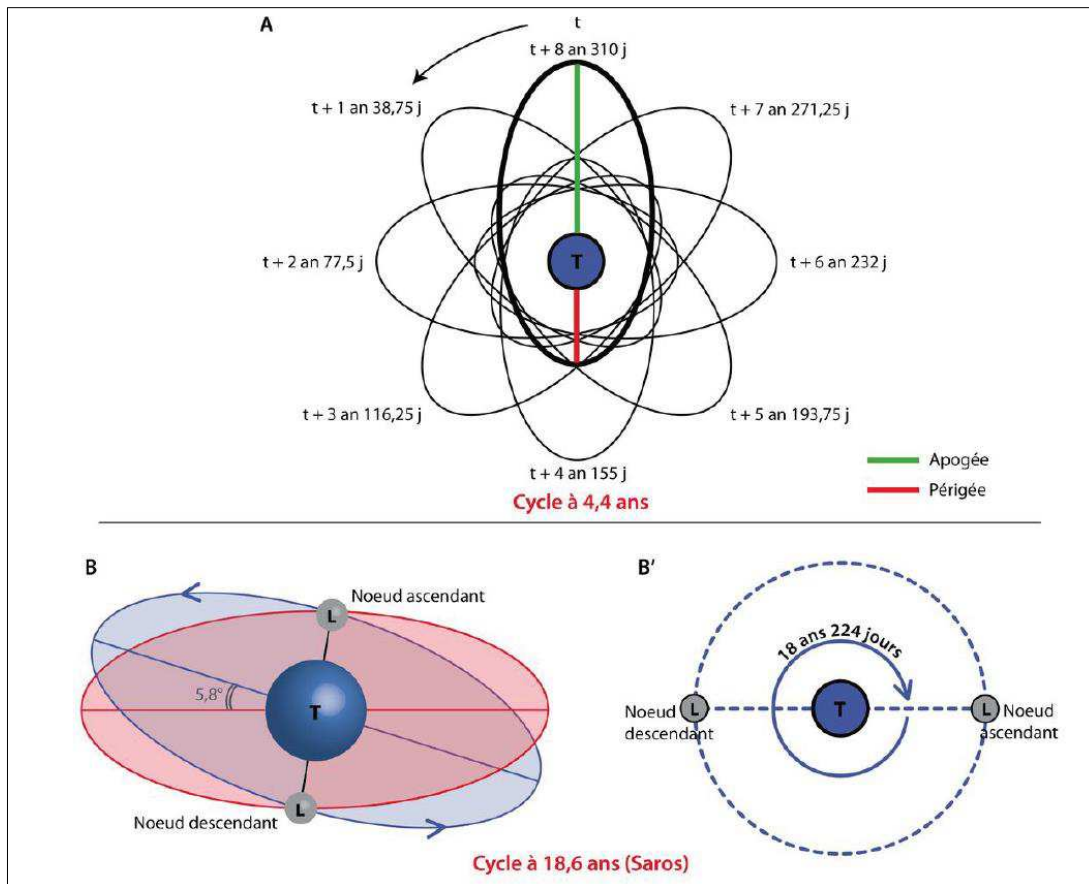 A
t
t + 8 an 310 j
t + 1 an 38,75 j
t + 7 an 271,25 j
T
t + 2 an 77,5 j
t + 6 an 232 j
t + 3 an 116,25 j
t + 5 an 193,75 j
t + 4 an 155 j
Apogée
Périgée
Cycle à 4,4 ans
B
Noeud ascendant
L
5,8°
T
L
Noeud descendant
B'
18 ans 224 jours
Noeud
descendant
L
T
L
Noeud
ascendant
Cycle à 18,6 ans (Saros)